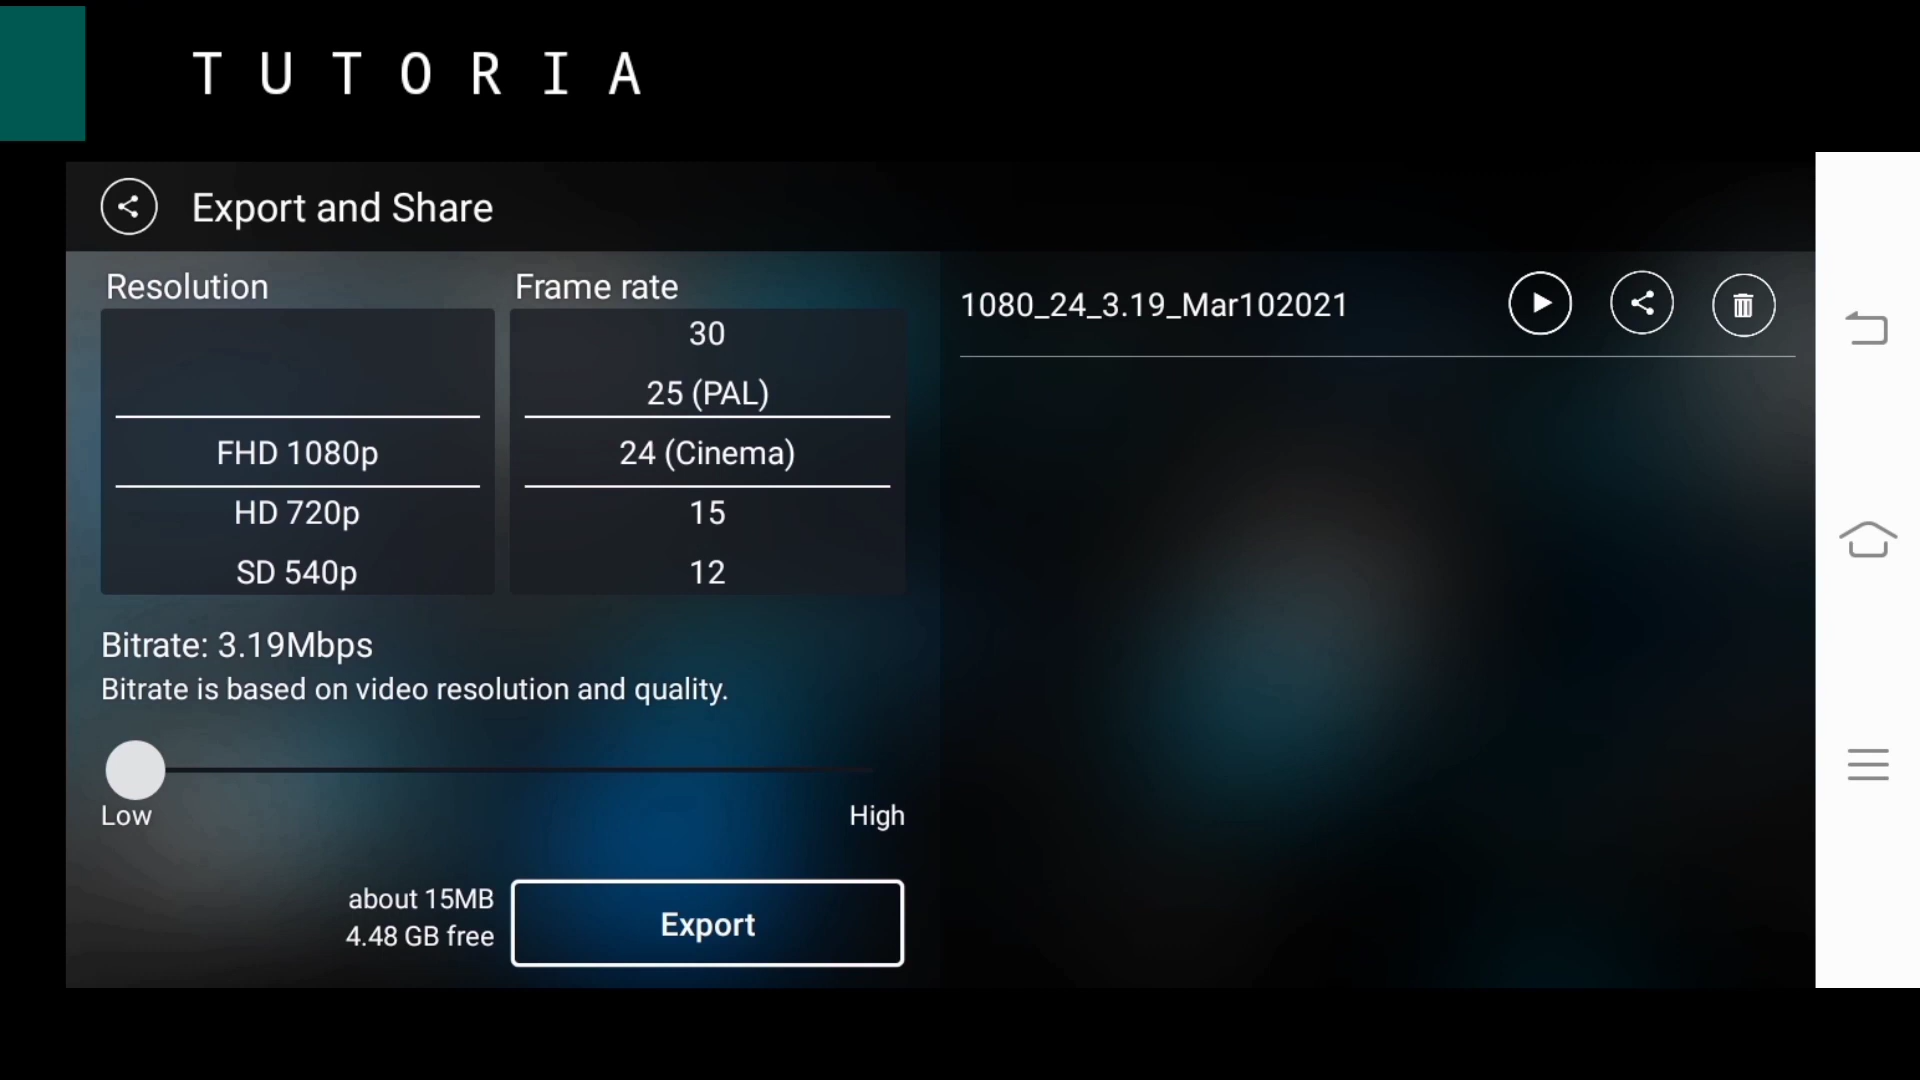 T U T O R I A
Export and Share
Resolution
Frame rate
FHD 1080p
HD 720p
SD 540p
30
25 (PAL)
24 (Cinema)
15
12
1080_24_3.19_Mar102021
Bitrate: 3.19Mbps
Bitrate is based on video resolution and quality.
Low
High
about 15MB
4.48 GB free
Export